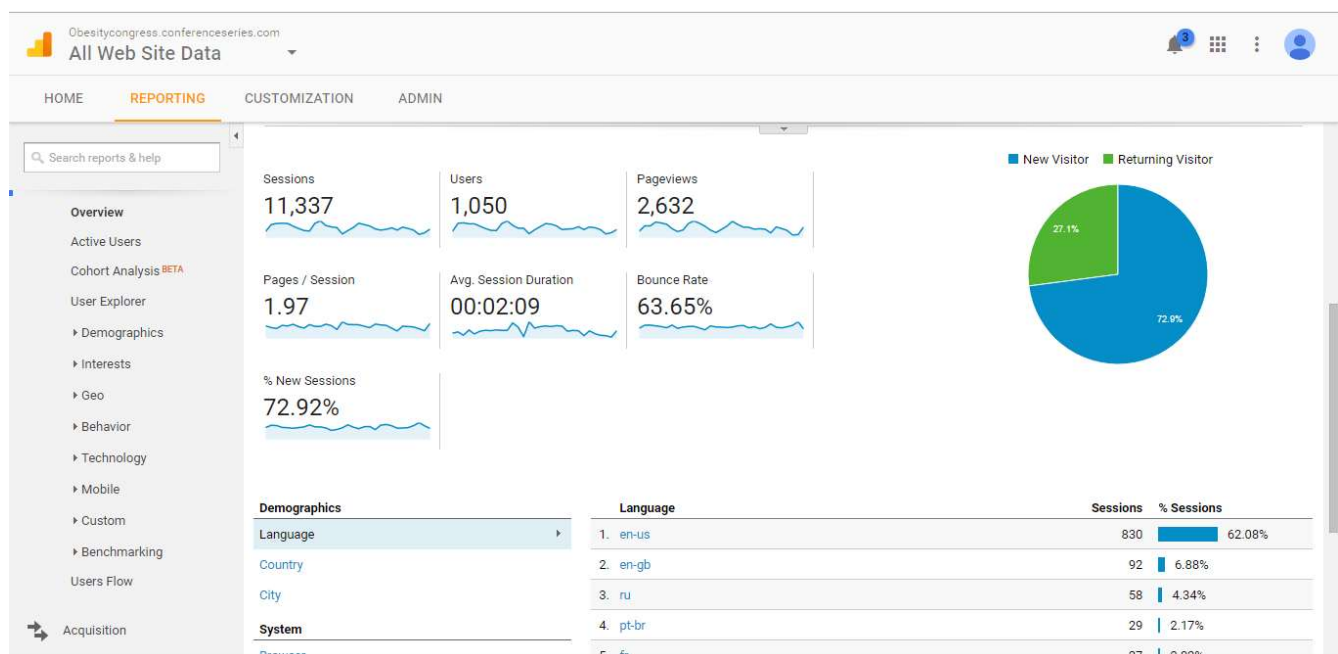 Obesitycongress.conferenceseries.com
All Web Site Data
3
HOME REPORTING CUSTOMIZATION ADMIN
Search reports & help
Overview
Active Users
Cohort Analysis BETA
User Explorer
Demographics
Interests
Geo
Behavior
Technology
Mobile
Custom
Benchmarking
Users Flow
Acquisition
Sessions
11,337
Users
1,050
Pageviews
2,632
Pages / Session
1.97
Avg. Session Duration
00:02:09
Bounce Rate
63.65%
% New Sessions
72.92%
New Visitor Returning Visitor
27.1%
72.9%
Demographics
Language
Country
City
System
Language Sessions % Sessions
1. en-us 830 62.08%
2. en-gb 92 6.88%
3. ru 58 4.34%
4. pt-br 29 2.17%